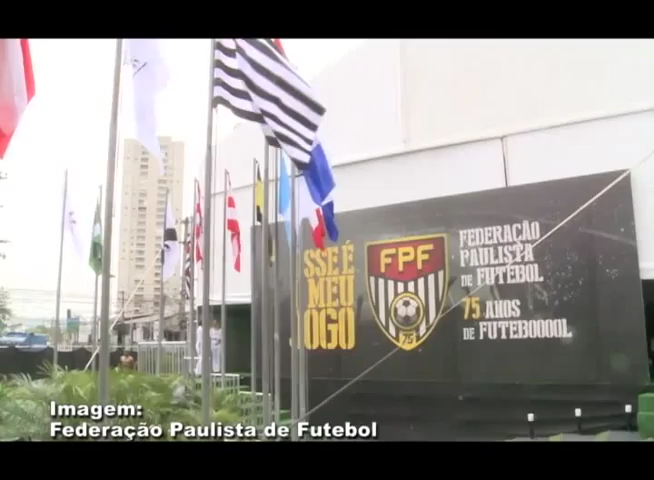 SSE É
MEU
OGO
FPF
75
FEDERAÇÃO
PAULISTA
DE FUTEBOL
75 ANOS
DE FUTEBOOOOL
Imagem:
Federação Paulista de Futebol